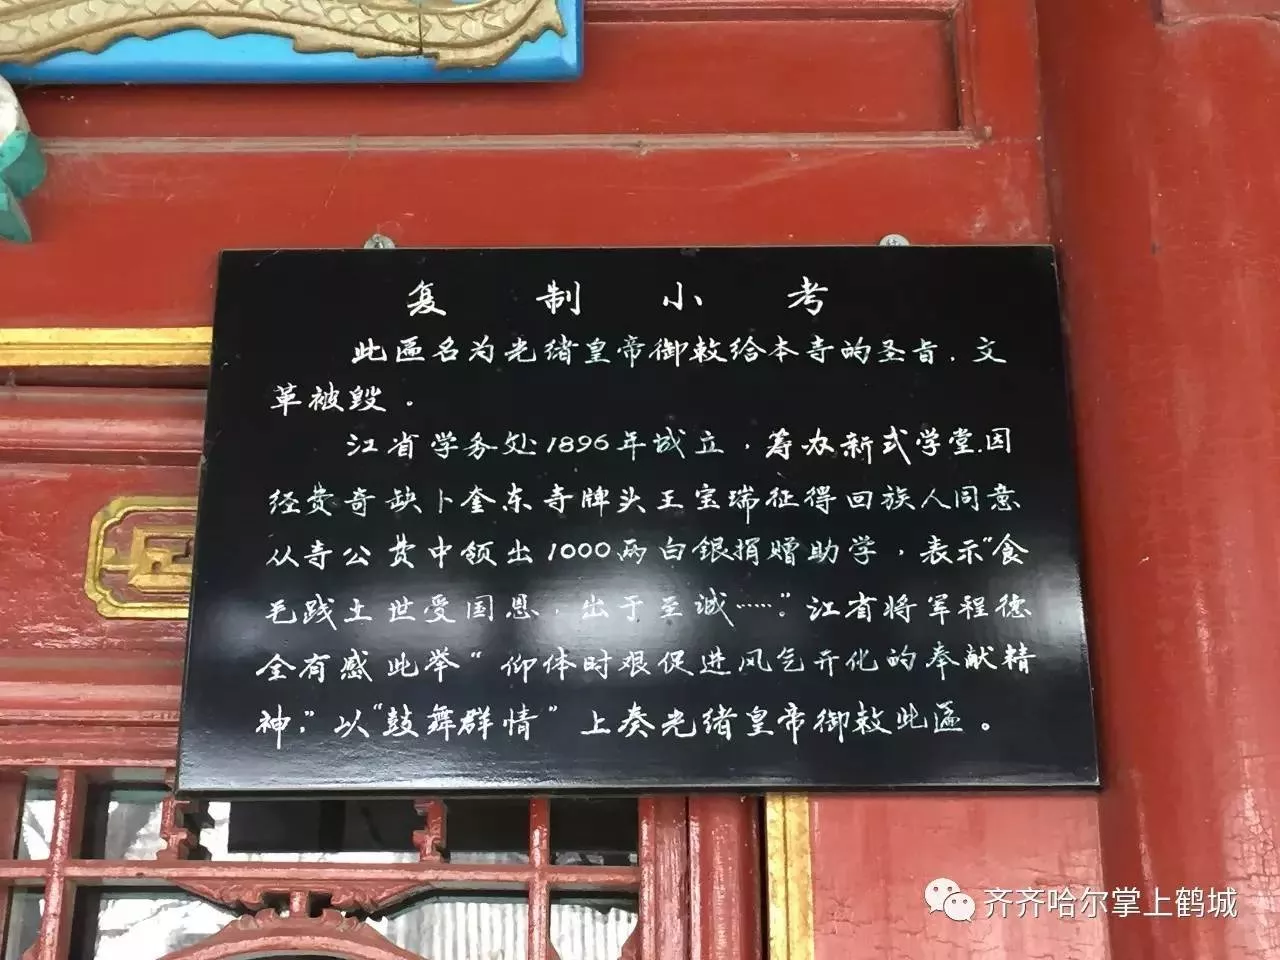 复制小考
此匾名为光绪皇帝御敕给本寺的圣旨，文
革被毁。
江省学务处1896年成立，筹办新式学堂.因
经费奇缺卜奎东寺牌头王宝瑞征得回族人同意
从寺公费中领出1000两白银捐赠助学，表示“食
毛践土世受国恩，出于至诚……”江省将军程德
全有感此举“仰体时艰促进风气开化的奉献精
神，”以“鼓舞群情”上奏光绪皇帝御敕此匾。
齐齐哈尔掌上鹤城